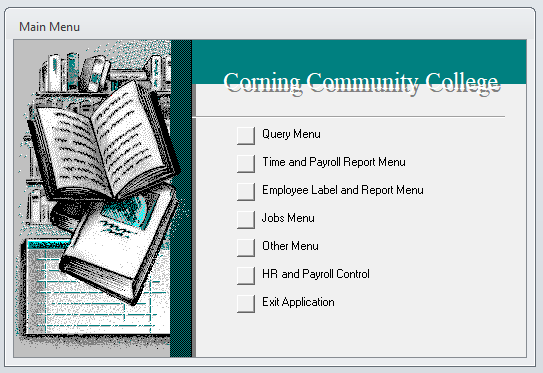 Main Menu
Corning Community College
Query Menu
Time and Payroll Report Menu
Employee Label and Report Menu
Jobs Menu
Other Menu
HR and Payroll Control
Exit Application